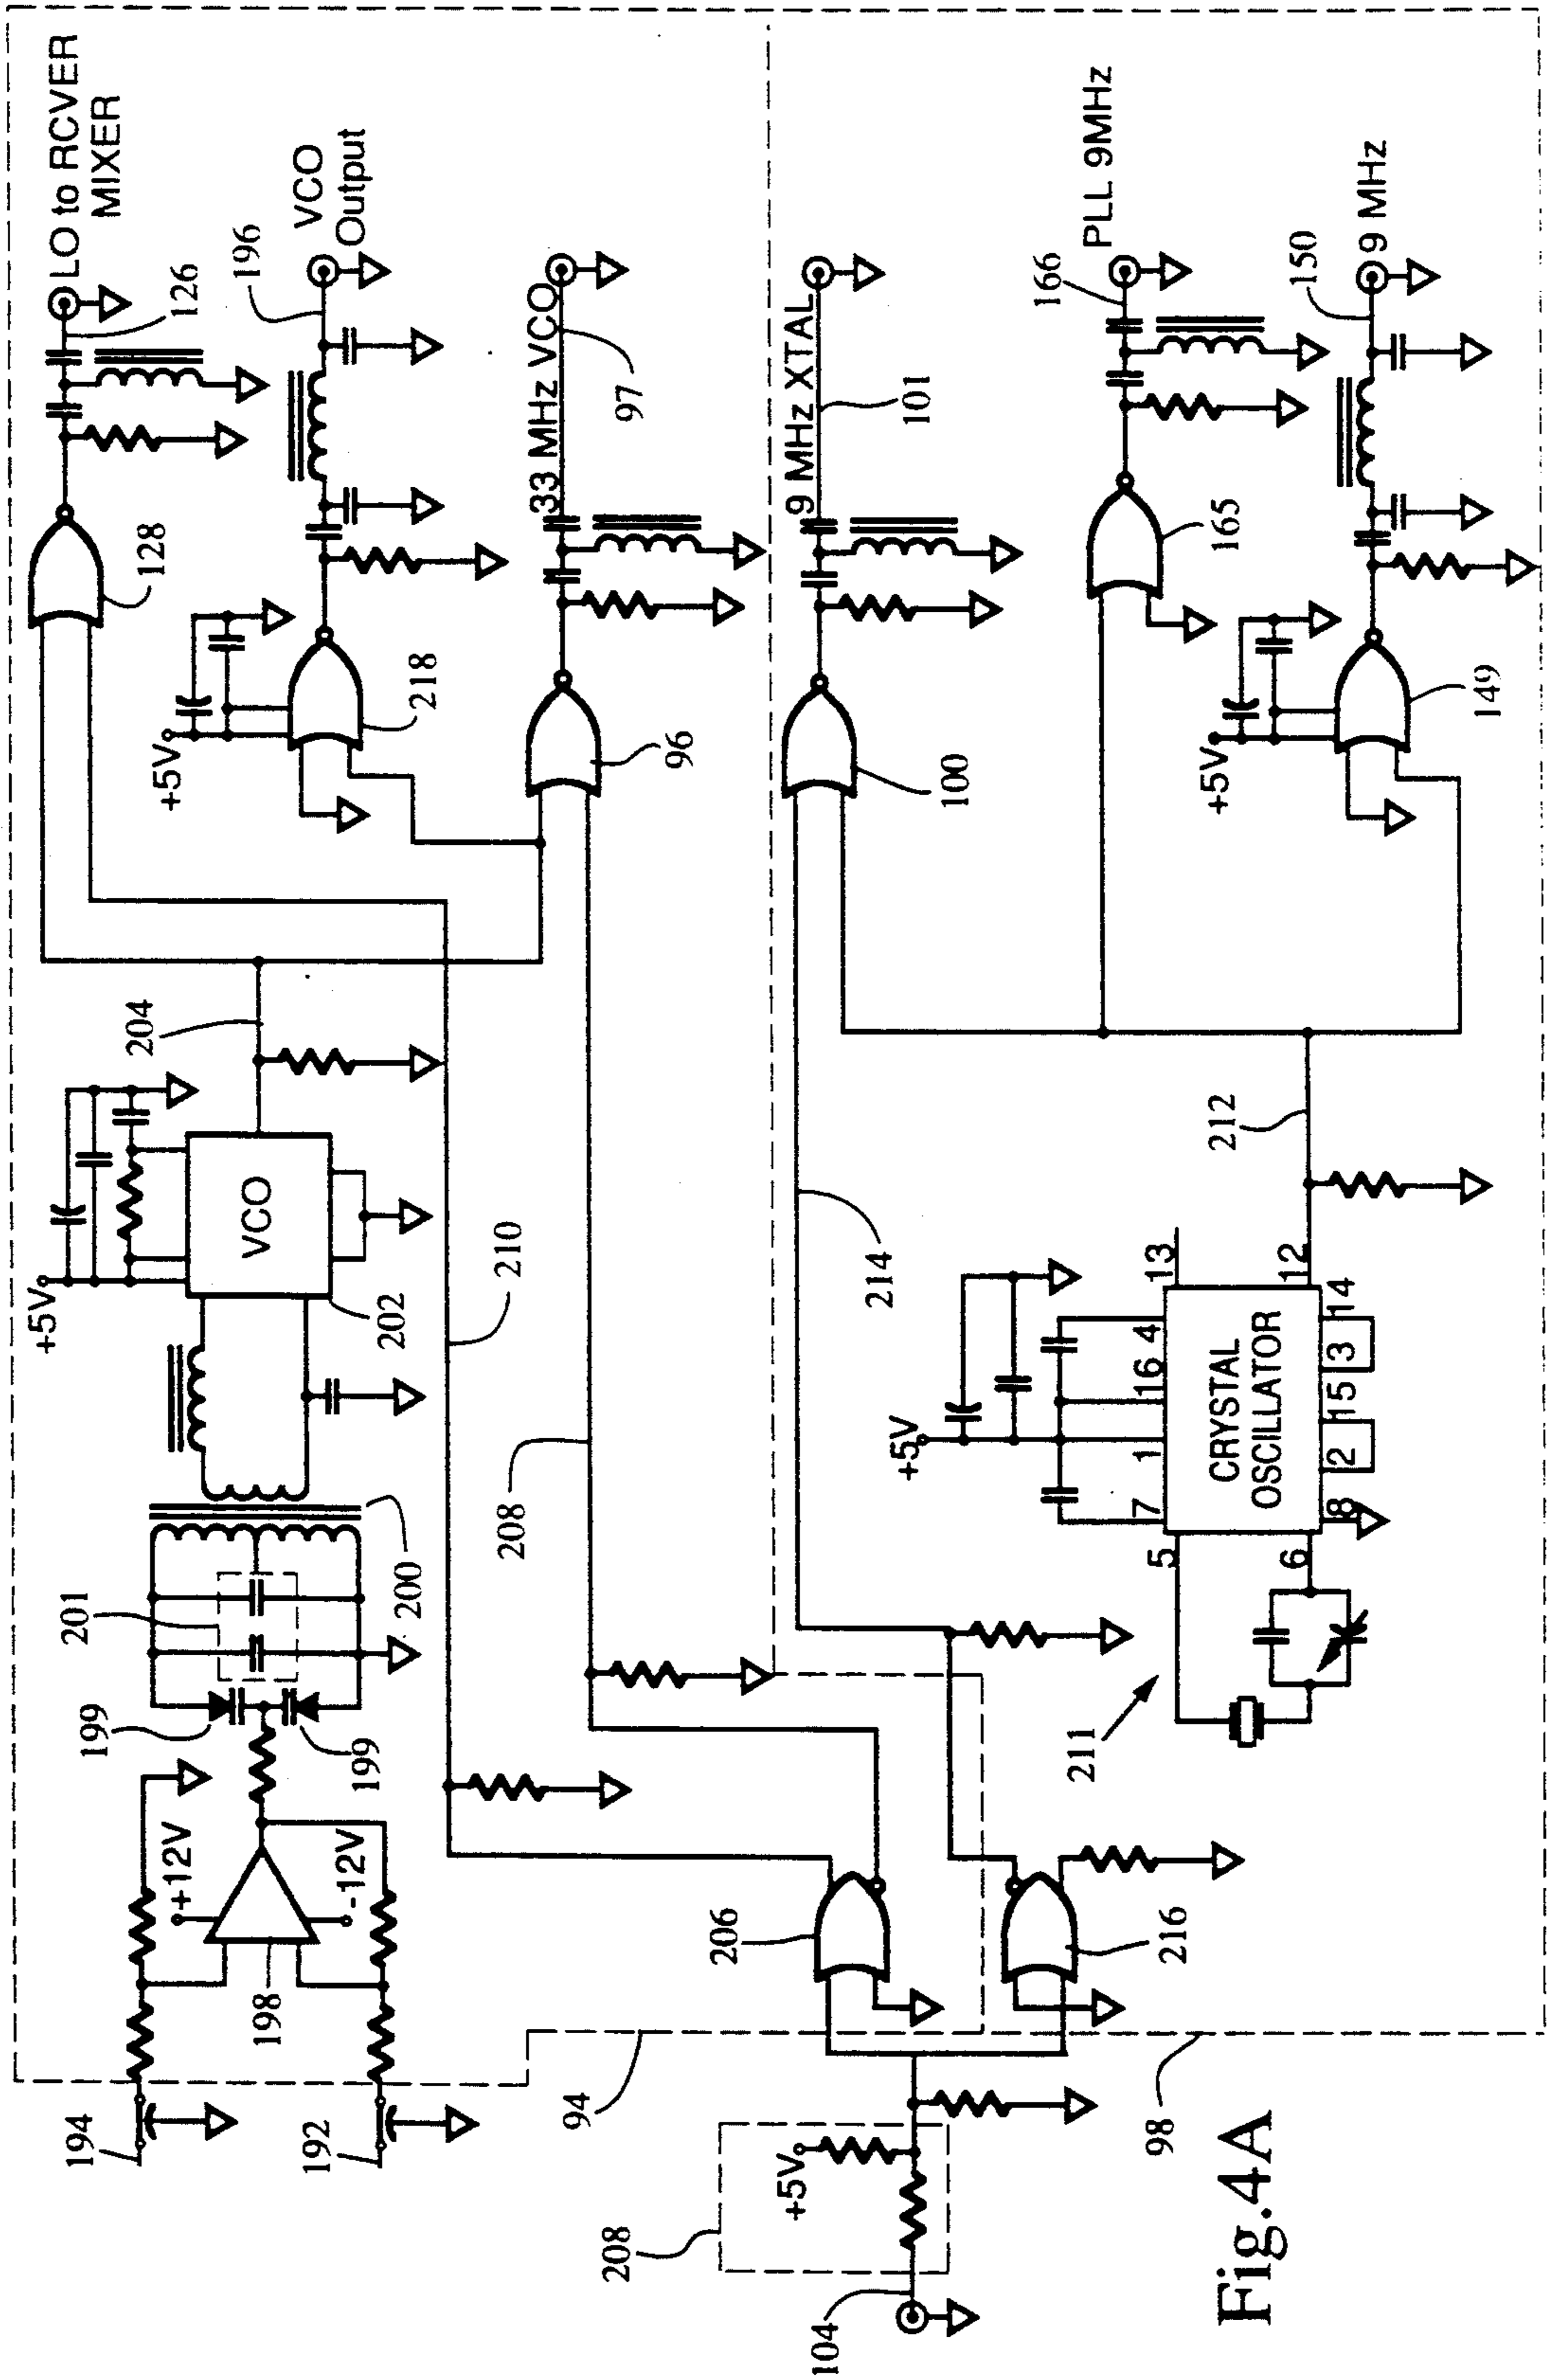 194
192
198
+12V
-12V
199
199
201
200
+5V
VCO
202
204
210
208
128
LO to RCVER
MIXER
126
+5V
218
VCO
Output
196
96
33 MHz VCO
97
104
208
+5V
94
98
206
216
214
211
5
6
7
1
16
4
13
12
8
2
15
3
14
CRYSTAL
OSCILLATOR
+5V
212
100
9 MHz XTAL
101
165
PLL 9MHz
166
+5V
149
9 MHz
150
Fig.4A